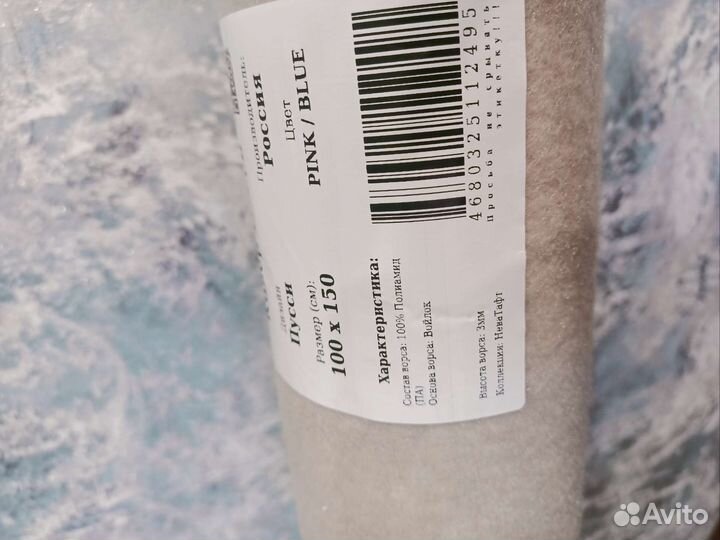 Производитель:
Россия
Цвет
PINK / BLUE
Дизайн
Пусси
Размер (см):
100 x 150
4680325112495
Просьба не срывать
этикетку!!!
Характеристика:
Состав ворса: 100% Полиамид
(ПА)
Основа ворса: Войлок
Высота ворса: 3мм
Коллекция: НеваТафт
Avito